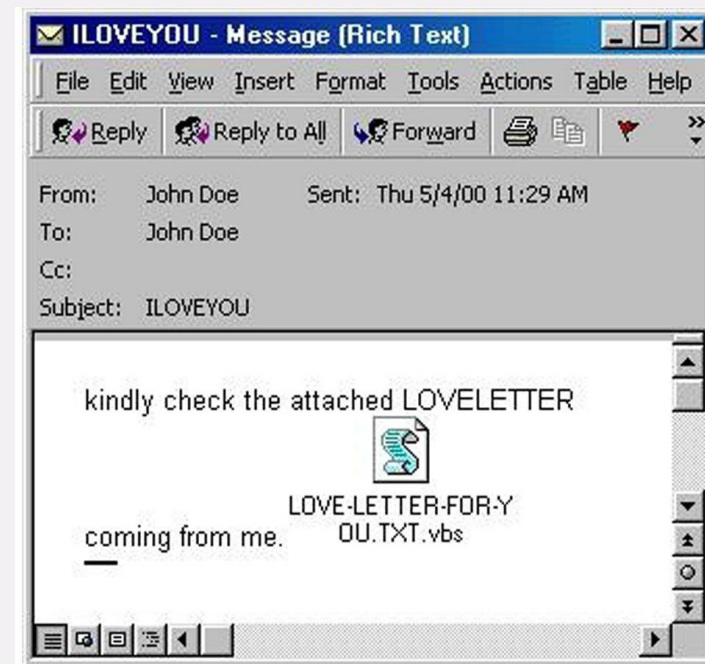 ILOVEYOU - Message (Rich Text)
File Edit View Insert Format Tools Actions Table Help
Reply Reply to All Forward
From: John Doe Sent: Thu 5/4/00 11:29 AM
To: John Doe
Cc:
Subject: ILOVEYOU
kindly check the attached LOVELETTER
LOVE-LETTER-FOR-Y
coming from me. OU.TXT.vbs